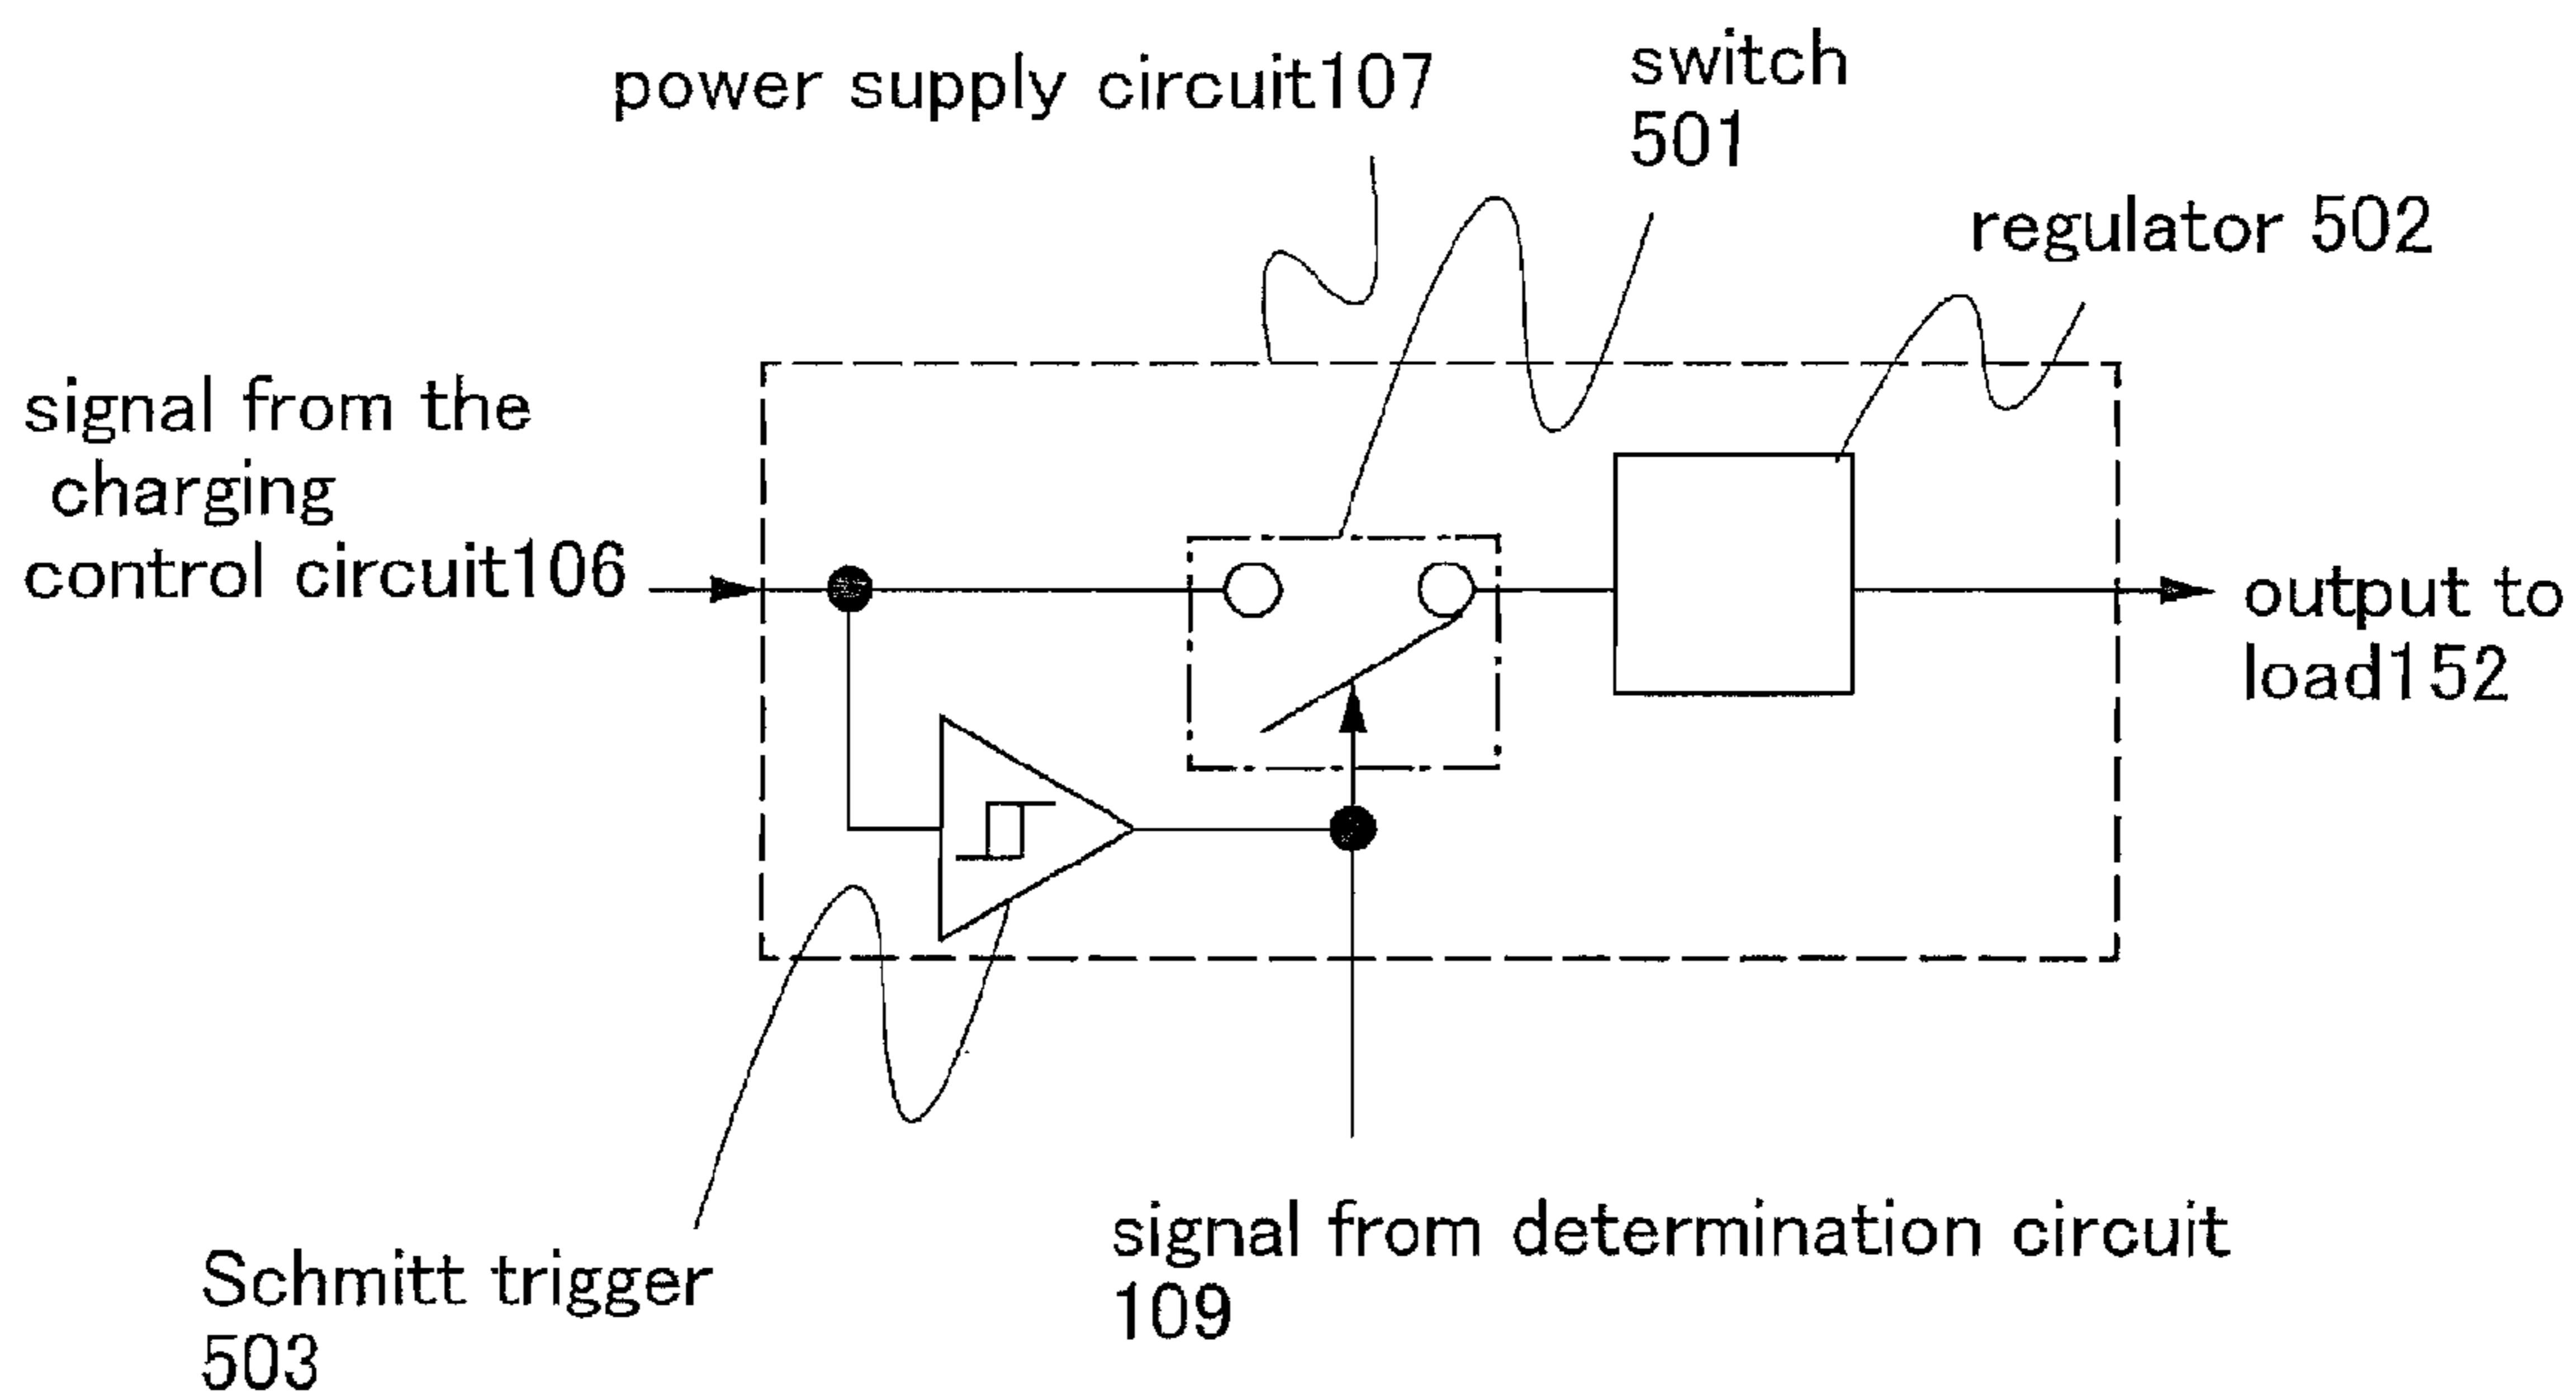 power supply circuit107
switch
501
regulator 502
signal from the
charging
control circuit106
output to
load152
signal from determination circuit
109
Schmitt trigger
503